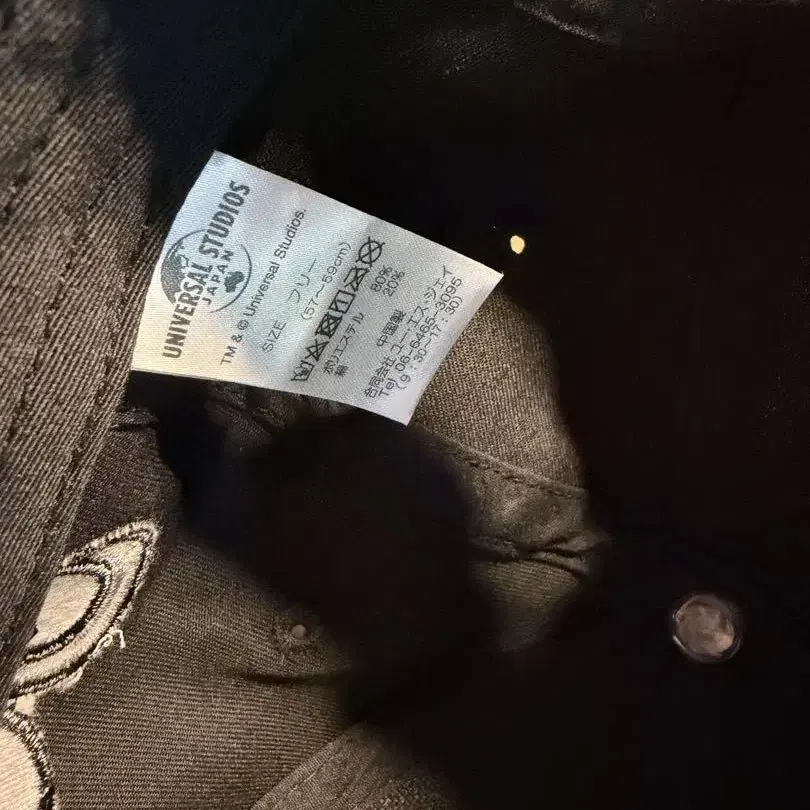 UNIVERSAL STUDIOS
JAPAN
TM & © Universal Studios.
SIZE フリー
(57〜59cm)
ポリエステル 80%
綿 20%
中国製
合同会社ユー・エス・ジェイ
Tel 06-6465-3095
(9:30〜17:30)